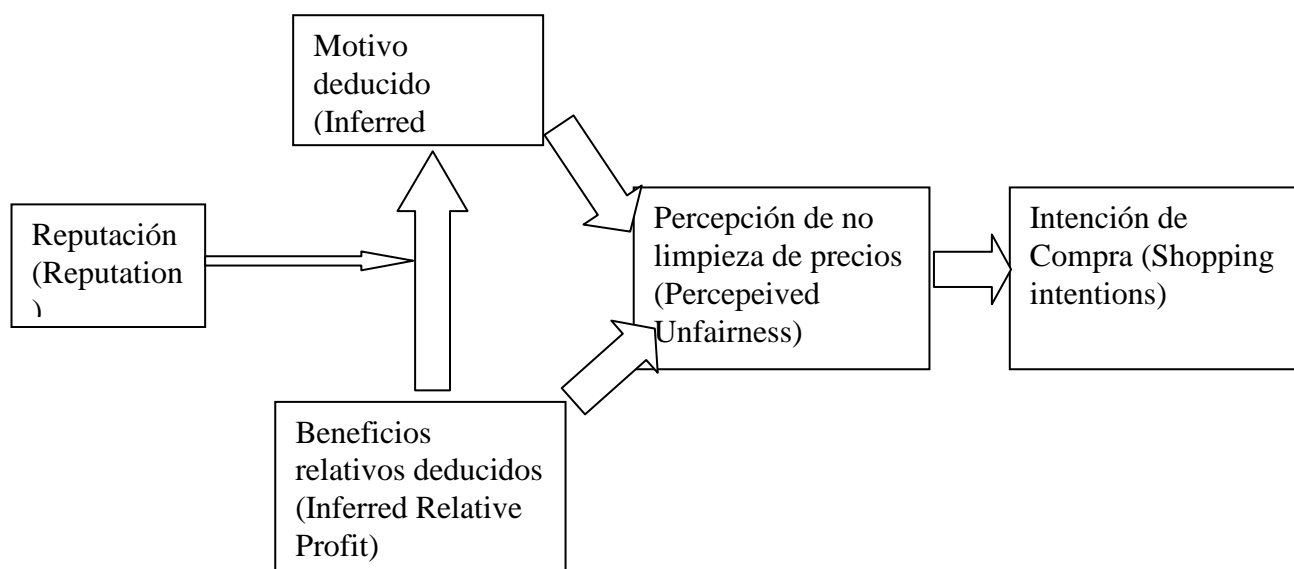 Motivo
deducido
(Inferred
Reputación
(Reputation
)
Percepción de no
limpieza de precios
(Percepeived
Unfairness)
Intención de
Compra (Shopping
intentions)
Beneficios
relativos deducidos
(Inferred Relative
Profit)